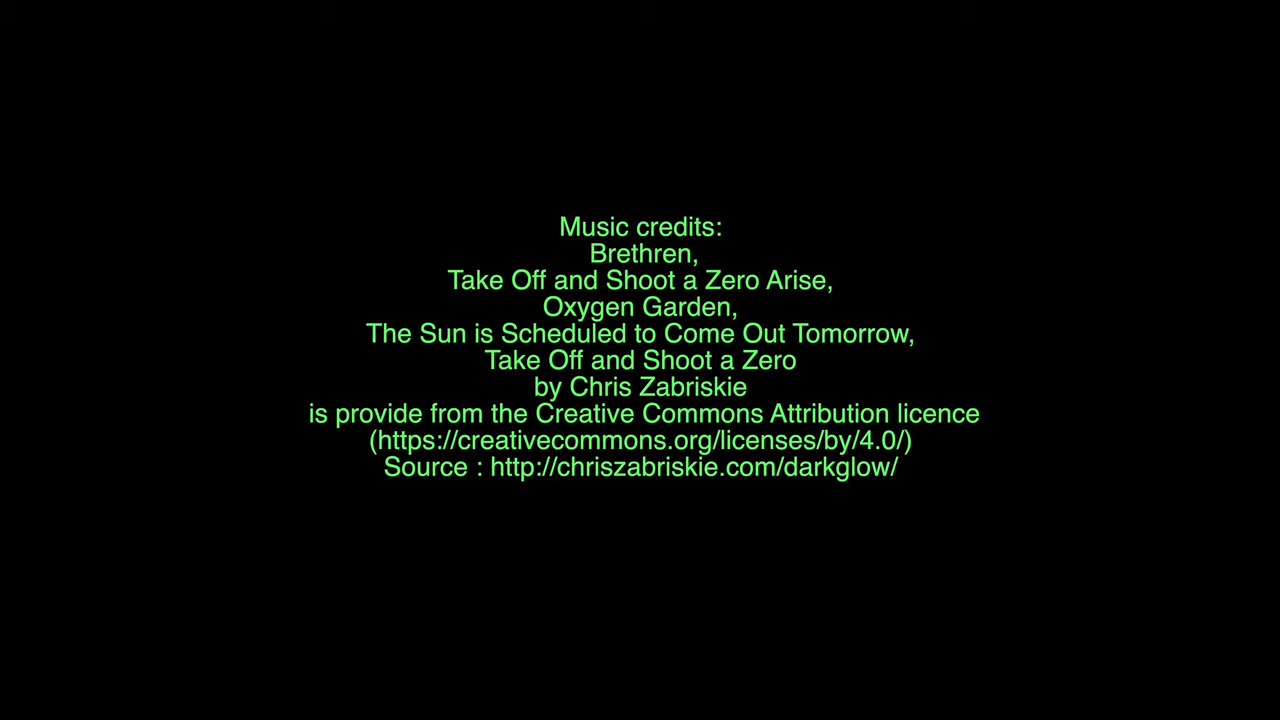 Music credits:
Brethren,
Take Off and Shoot a Zero Arise,
Oxygen Garden,
The Sun is Scheduled to Come Out Tomorrow,
Take Off and Shoot a Zero
by Chris Zabriskie
is provide from the Creative Commons Attribution licence
(https://creativecommons.org/licenses/by/4.0/)
Source : http://chriszabriskie.com/darkglow/